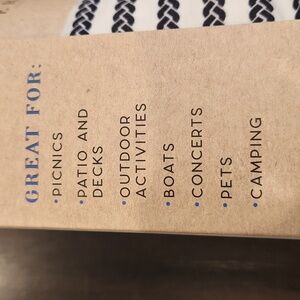 GREAT FOR:
•PICNICS
•PATIO AND
DECKS
•OUTDOOR
ACTIVITIES
•BOATS
•CONCERTS
•PETS
•CAMPING